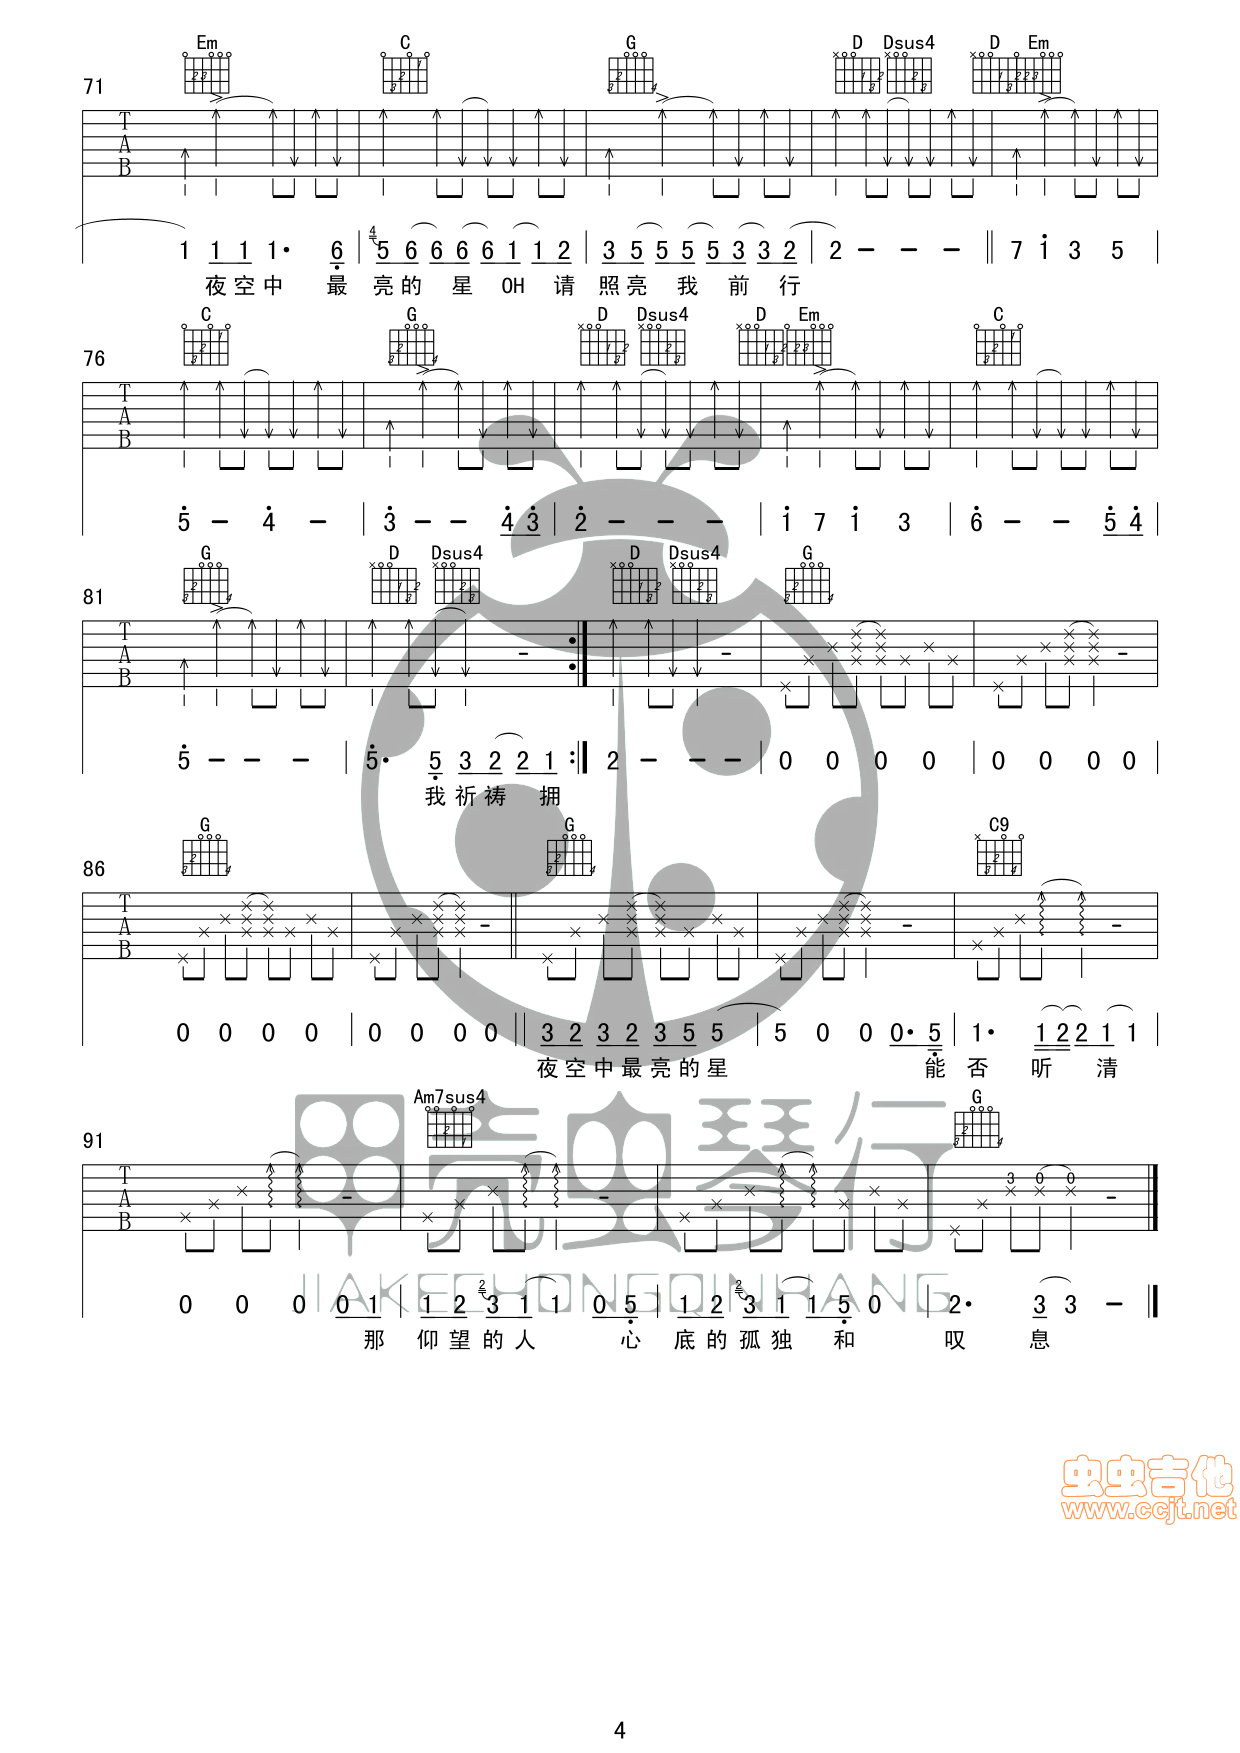 Em C G D Dsus4 D Em
71
T
A
B
1 1 1 1· 6 4 5 6 6 6 6 1 1 2 3 5 5 5 5 3 3 2 2 — — — 7 1 3 5
夜空中 最 亮的 星 OH 请 照亮 我 前 行
C G D Dsus4 D Em C
76
T
A
B
5 — 4 — 3 — — 4 3 2 — — — 1 7 1 3 6 — — 5 4
G D Dsus4 D Dsus4 G
81
T
A
B
5 — — — 5· 5 3 2 2 1 2 — — — 0 0 0 0 0 0 0 0
我祈祷 拥
G G C9
86
T
A
B
0 0 0 0 0 0 0 0 3 2 3 2 3 5 5 5 0 0 0· 5 1· 1 2 2 1 1
夜空中最亮的星 能 否 听 清
Am7sus4 G
91
T
A
B
3 0 0
0 0 0 0 1 1 2 2 3 1 1 0 5 1 2 2 3 1 1 5 0 2· 3 3 —
那 仰望的人 心 底的孤独 和 叹 息
甲壳虫琴行
JIAKECHONGQINHANG
虫虫吉他
www.ccjt.net
4